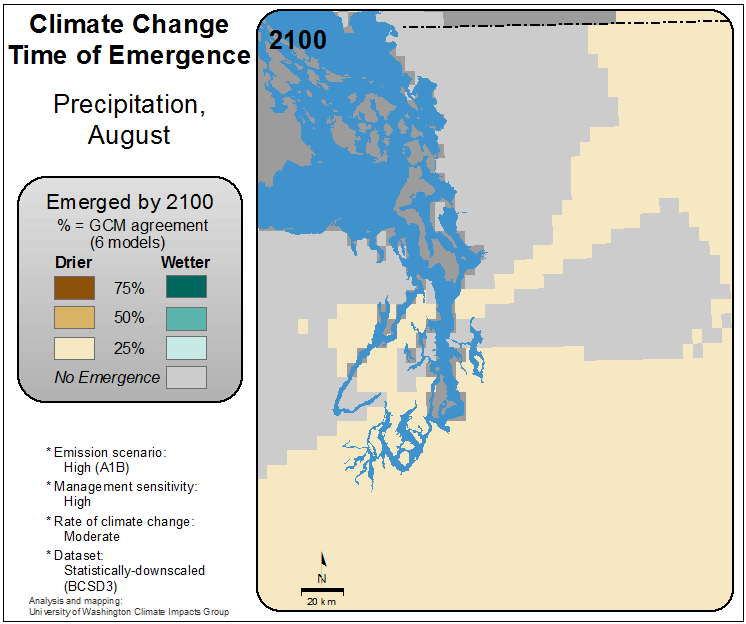 Climate Change
Time of Emergence
Precipitation,
August
Emerged by 2100
% = GCM agreement
(6 models)
Drier Wetter
75%
50%
25%
No Emergence
* Emission scenario:
High (A1B)
* Management sensitivity:
High
* Rate of climate change:
Moderate
* Dataset:
Statistically-downscaled
(BCSD3)
Analysis and mapping:
University of Washington Climate Impacts Group
2100
N
20 km